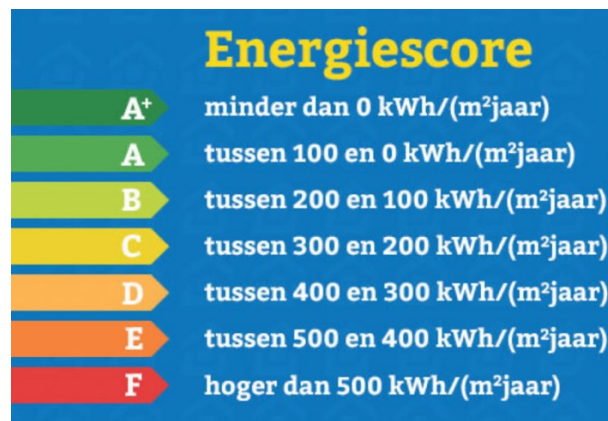 Energiescore
A+ minder dan 0 kWh/(m²jaar)
A tussen 100 en 0 kWh/(m²jaar)
B tussen 200 en 100 kWh/(m²jaar)
C tussen 300 en 200 kWh/(m²jaar)
D tussen 400 en 300 kWh/(m²jaar)
E tussen 500 en 400 kWh/(m²jaar)
F hoger dan 500 kWh/(m²jaar)